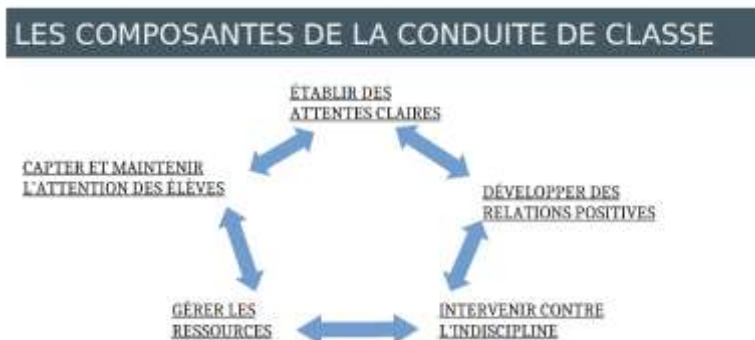 LES COMPOSANTES DE LA CONDUITE DE CLASSE
ÉTABLIR DES
ATTENTES CLAIRES
CAPTER ET MAINTENIR
L'ATTENTION DES ÉLÈVES
DÉVELOPPER DES
RELATIONS POSITIVES
GÉRER LES
RESSOURCES
INTERVENIR CONTRE
L'INDISCIPLINE